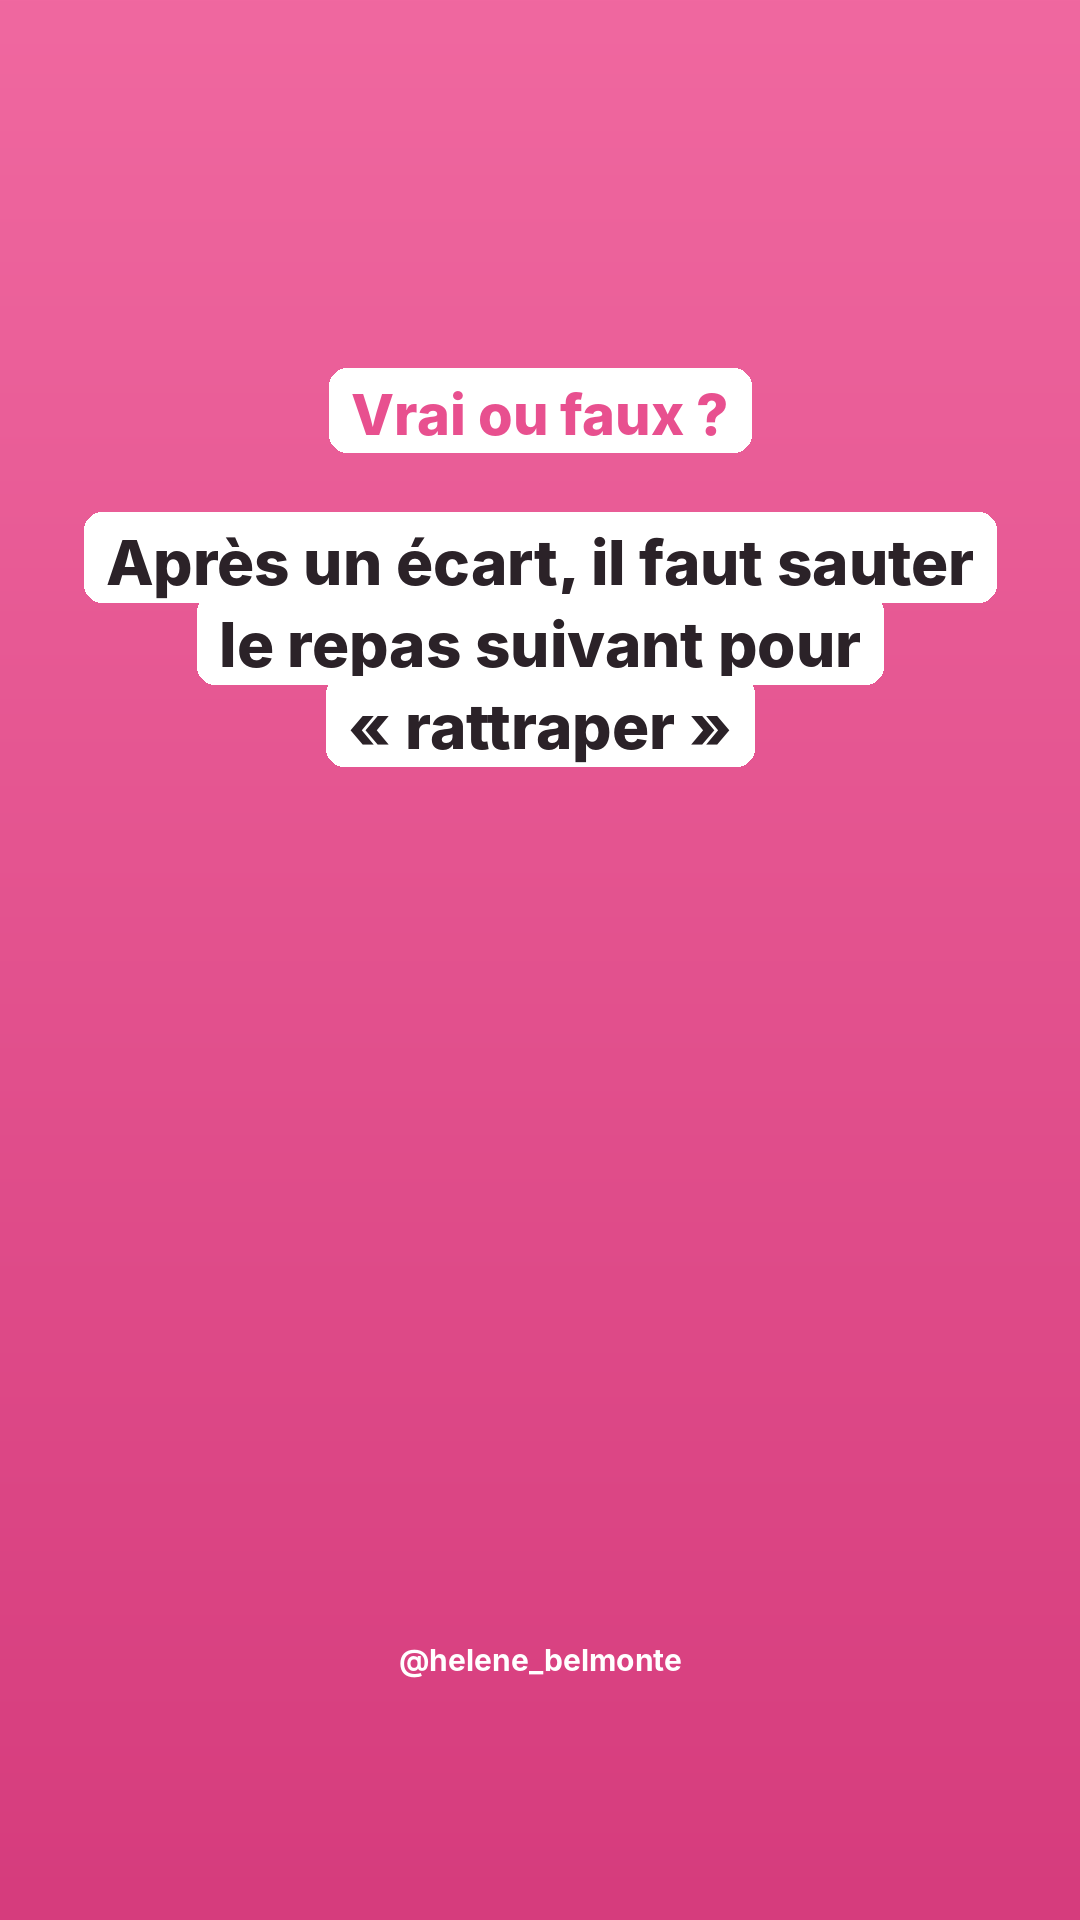 Vrai ou faux ?
Après un écart, il faut sauter
le repas suivant pour
« rattraper »
@helene_belmonte